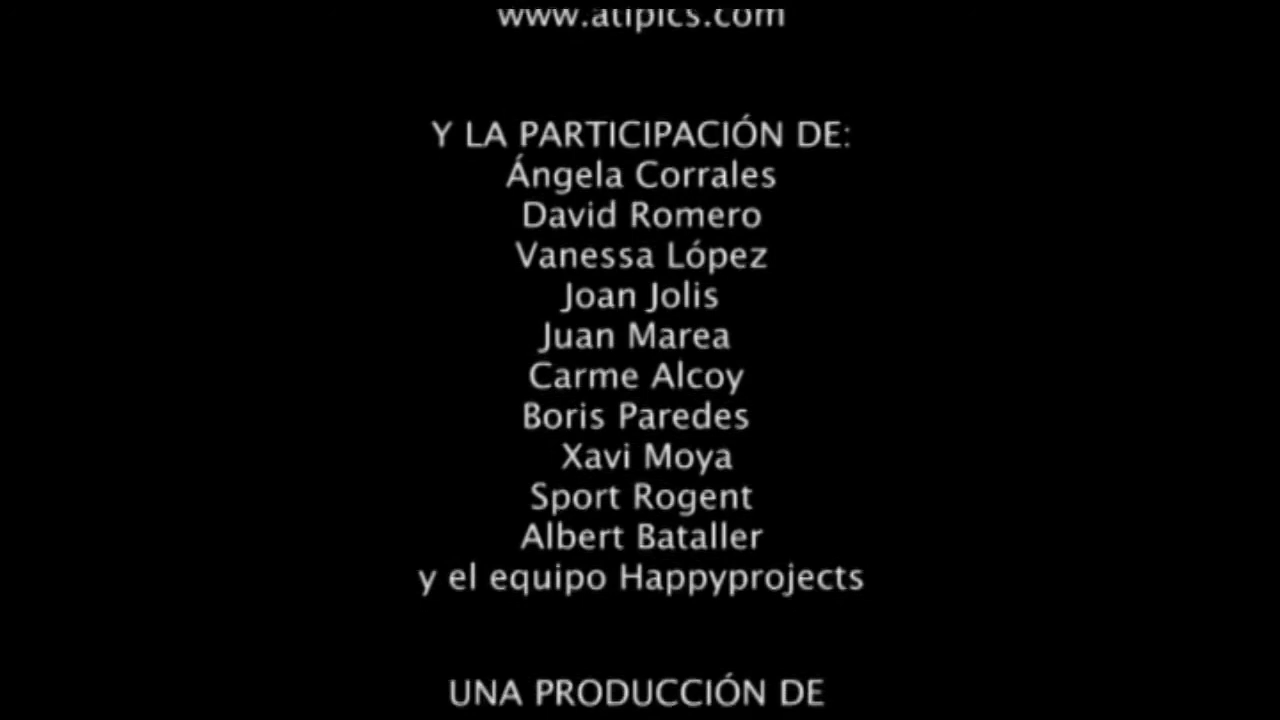 www.atipics.com
Y LA PARTICIPACIÓN DE:
Ángela Corrales
David Romero
Vanessa López
Joan Jolis
Juan Marea
Carme Alcoy
Boris Paredes
Xavi Moya
Sport Rogent
Albert Bataller
y el equipo Happyprojects
UNA PRODUCCIÓN DE